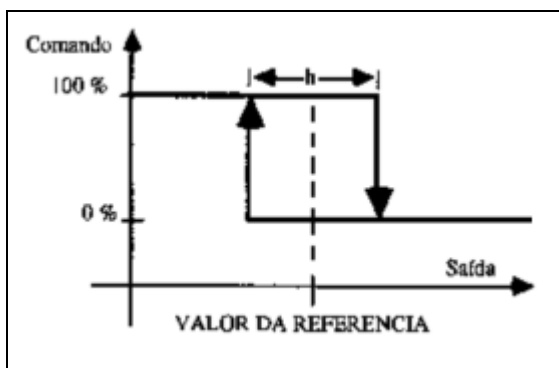 Comando
100 %
h
0 %
Saída
VALOR DA REFERENCIA